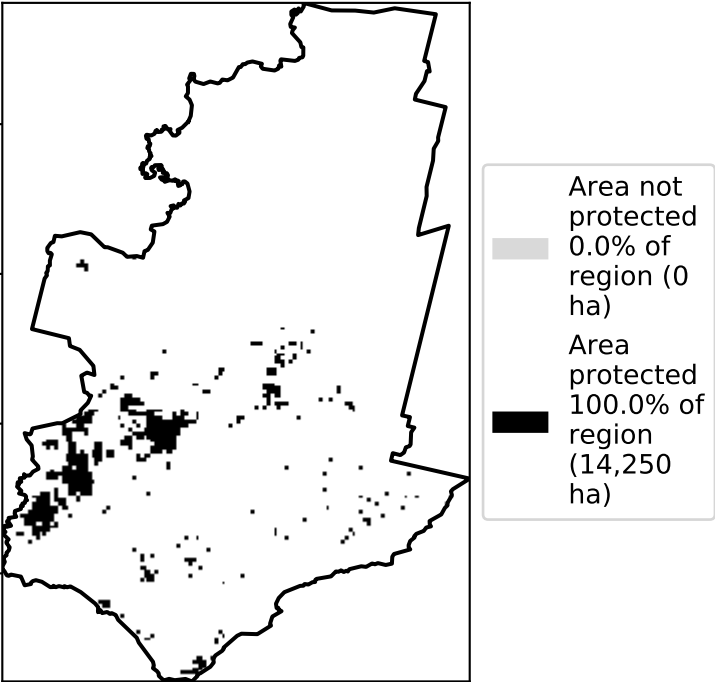 Area not
protected
0.0% of
region (0
ha)
Area
protected
100.0% of
region
(14,250
ha)